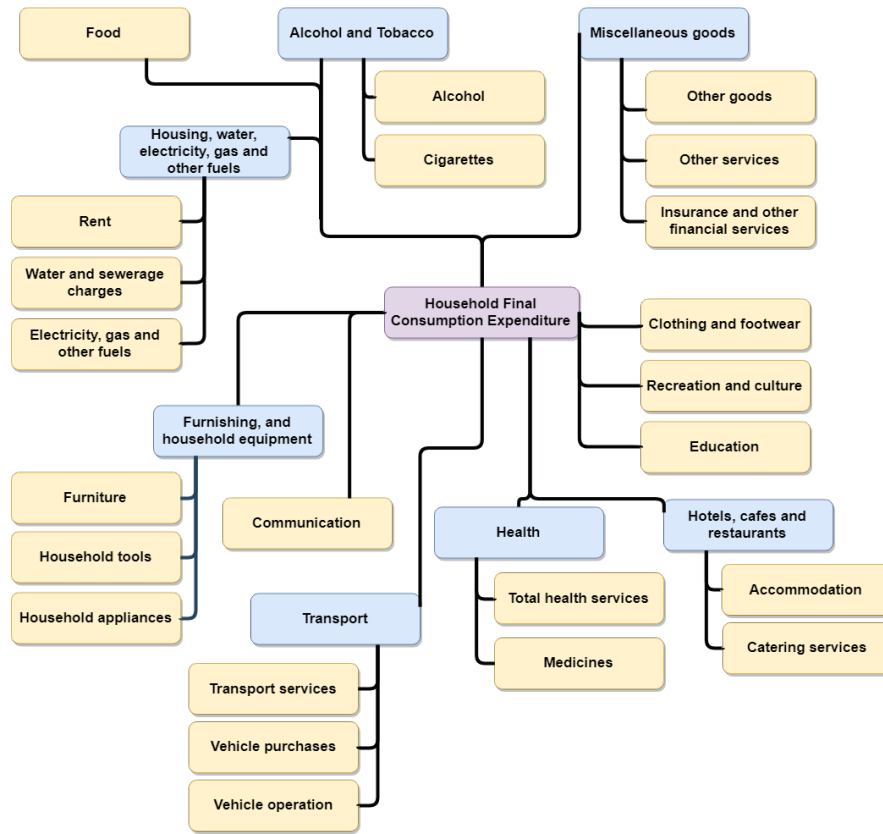 Food
Alcohol and Tobacco
Miscellaneous goods
Alcohol
Other goods
Housing, water,
electricity, gas and
other fuels
Cigarettes
Other services
Rent
Insurance and other
financial services
Water and sewerage
charges
Electricity, gas and
other fuels
Household Final
Consumption Expenditure
Clothing and footwear
Recreation and culture
Education
Furnishing, and
household equipment
Furniture
Household tools
Household appliances
Communication
Health
Hotels, cafes and
restaurants
Total health services
Medicines
Accommodation
Catering services
Transport
Transport services
Vehicle purchases
Vehicle operation